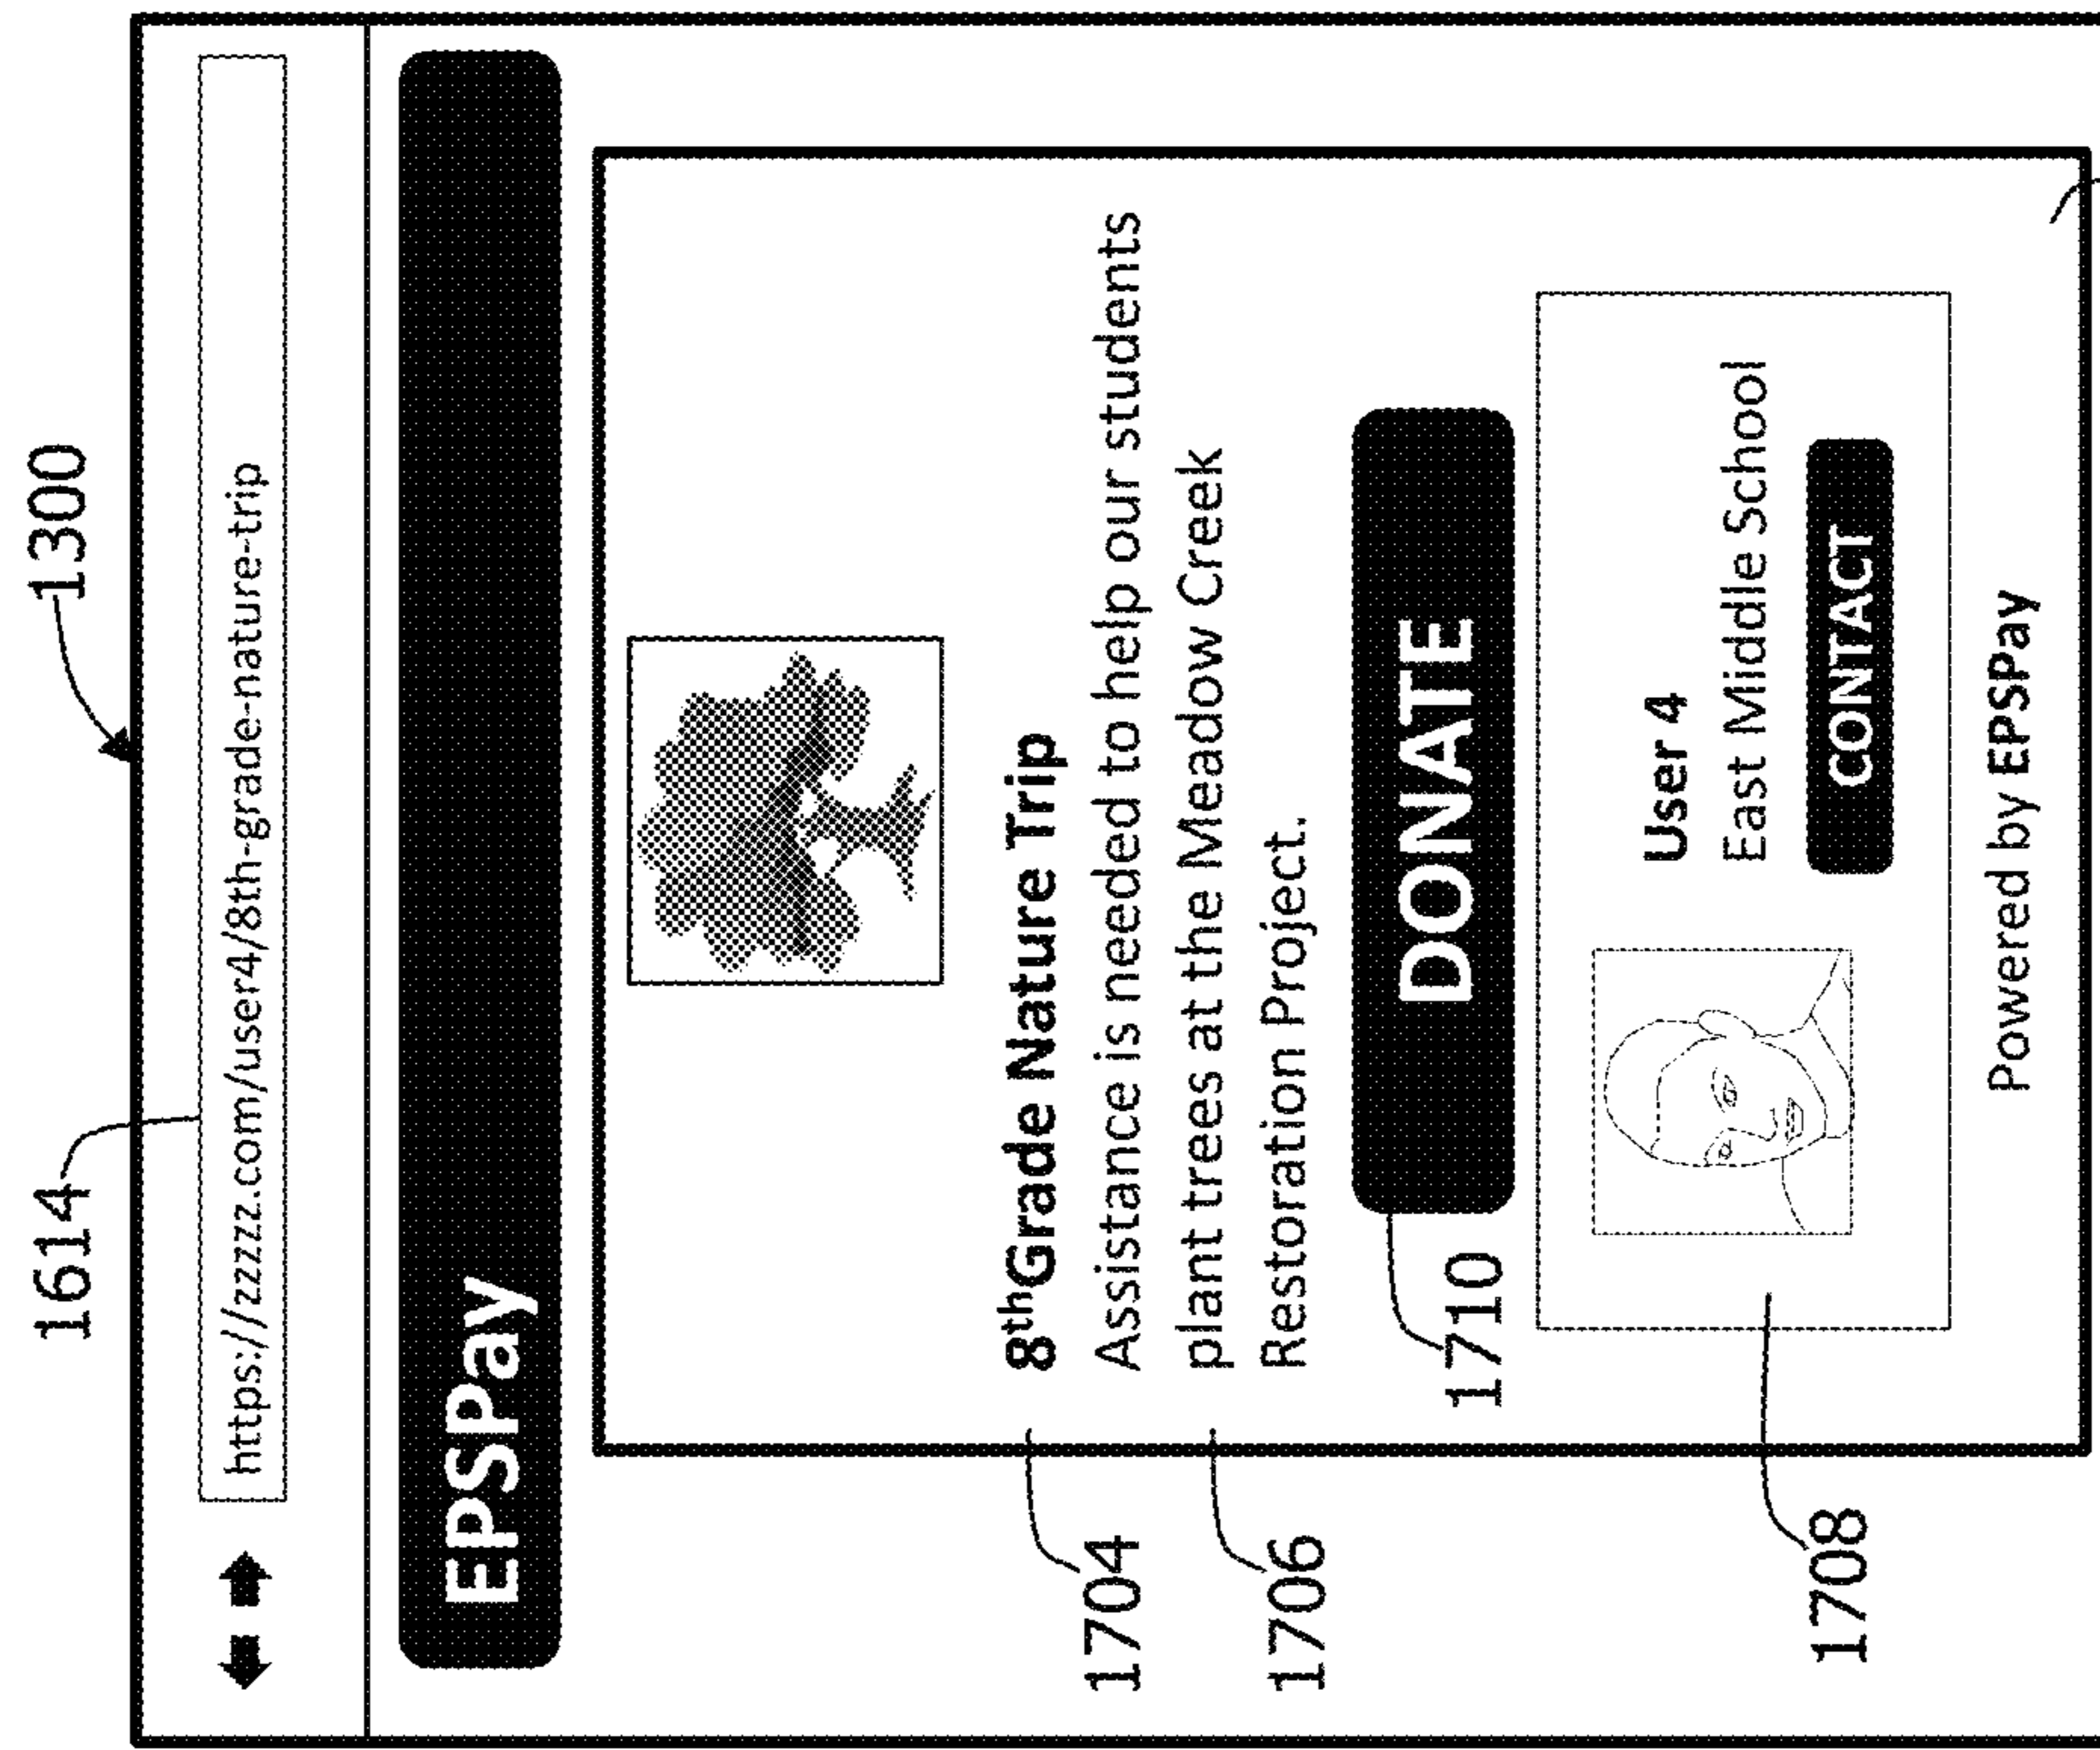 1300
1614
https://zzzzz.com/user4/8th-grade-nature-trip
EPSPay
1704
8thGrade Nature Trip
1706
Assistance is needed to help our students
plant trees at the Meadow Creek
Restoration Project.
1710
DONATE
1708
User 4
East Middle School
CONTACT
Powered by EPSPay